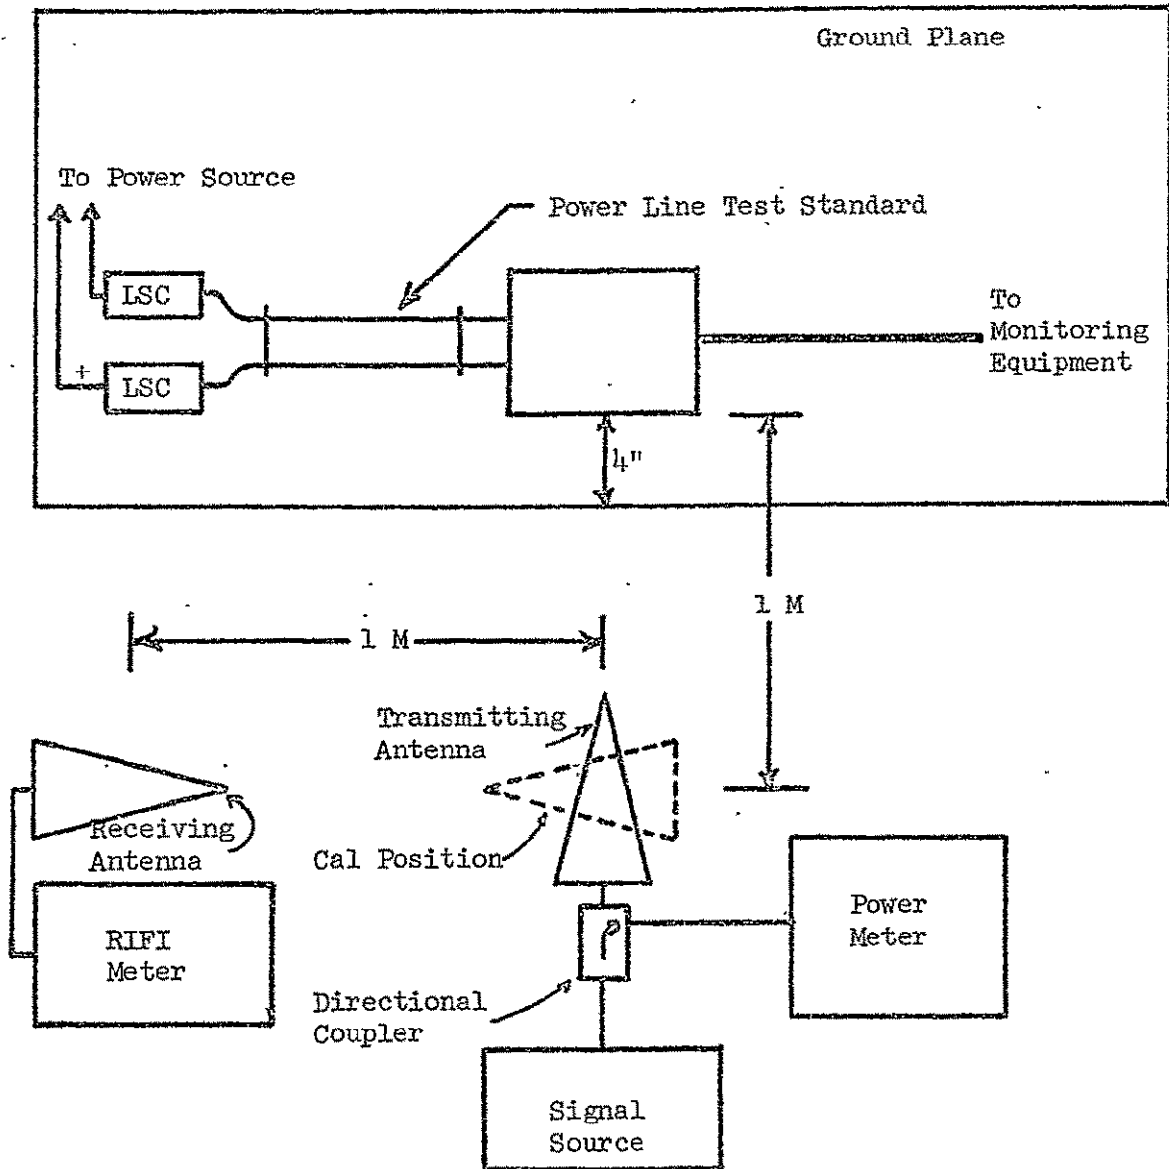 Ground Plane
To Power Source
Power Line Test Standard
LSC
To
Monitoring
Equipment
+
LSC
4"
1 M
1 M
Transmitting
Antenna
Receiving
Antenna
Cal Position
RIFI
Meter
Power
Meter
Directional
Coupler
Signal
Source